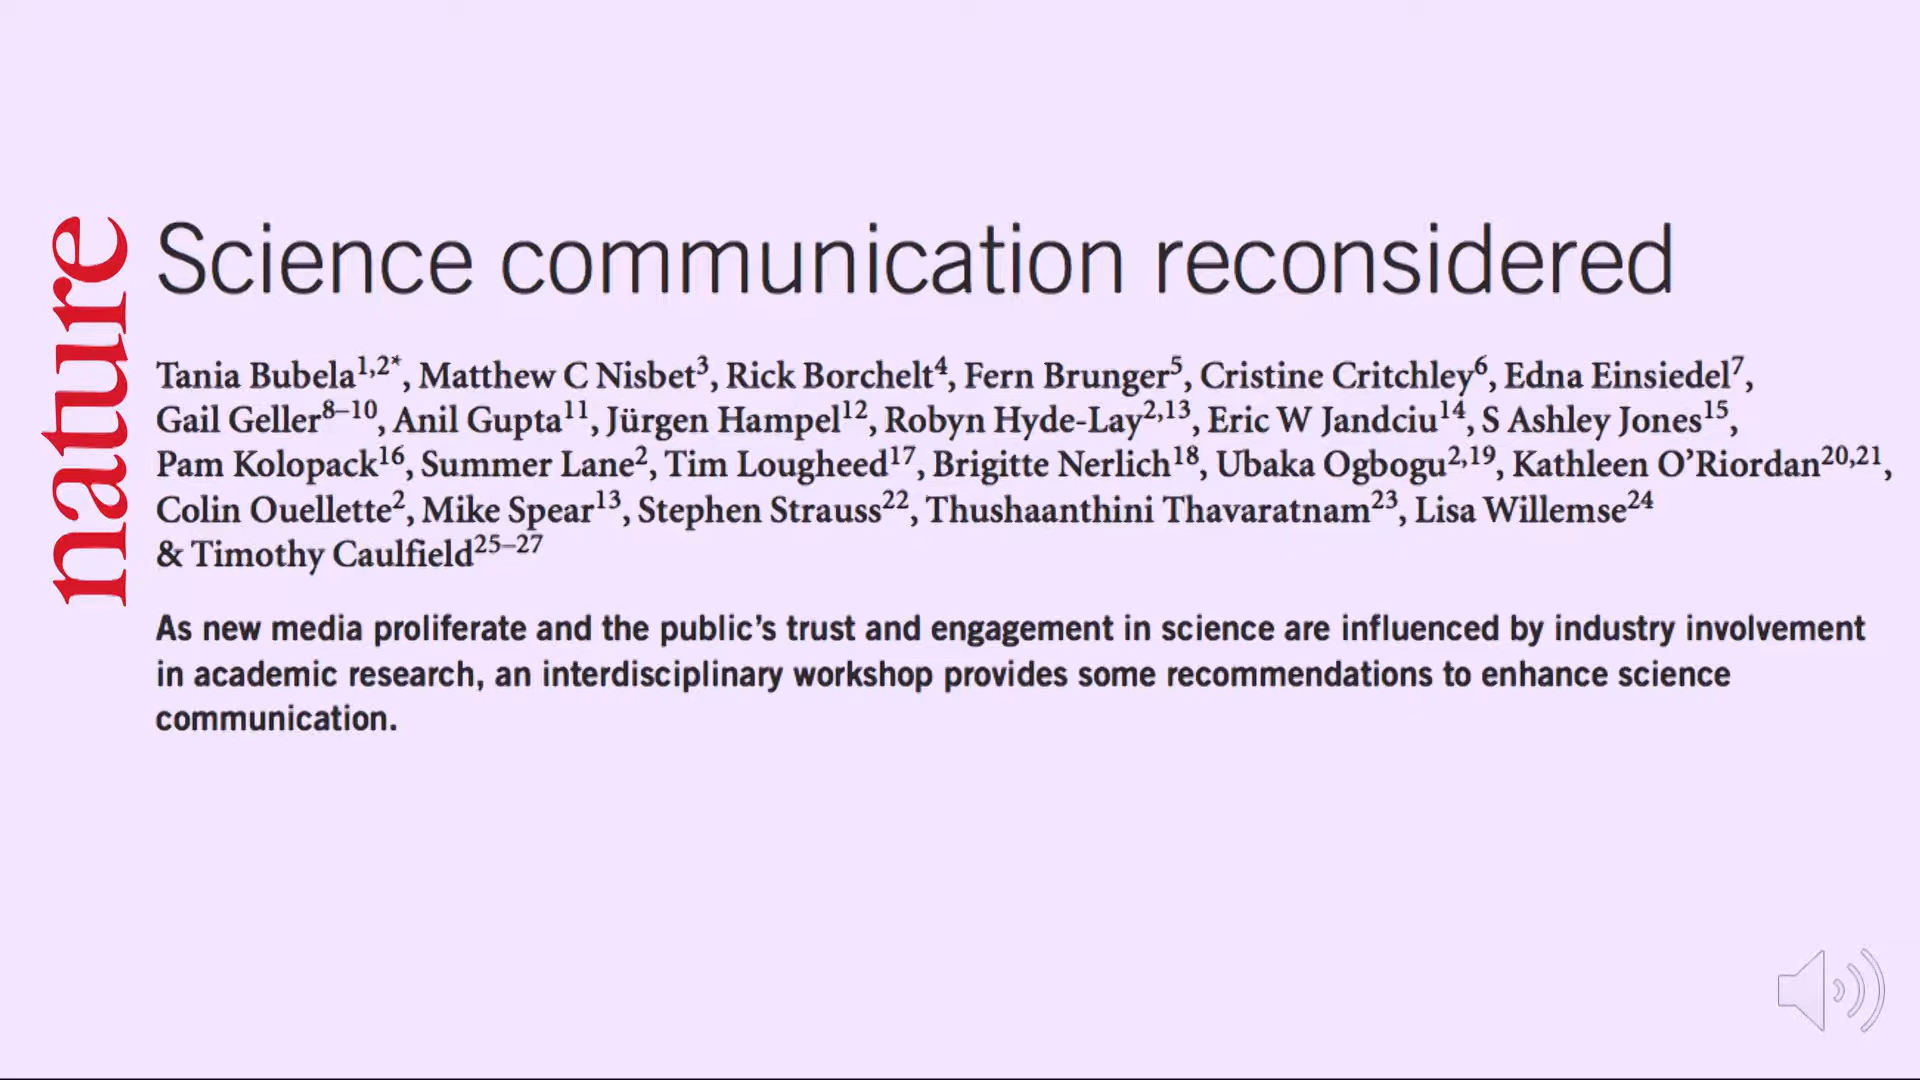 nature
Science communication reconsidered
Tania Bubela1,2*, Matthew C Nisbet3, Rick Borchelt4, Fern Brunger5, Cristine Critchley6, Edna Einsiedel7,
Gail Geller8–10, Anil Gupta11, Jürgen Hampel12, Robyn Hyde-Lay2,13, Eric W Jandciu14, S Ashley Jones15,
Pam Kolopack16, Summer Lane2, Tim Lougheed17, Brigitte Nerlich18, Ubaka Ogbogu2,19, Kathleen O’Riordan20,21,
Colin Ouellette2, Mike Spear13, Stephen Strauss22, Thushaanthini Thavaratnam23, Lisa Willemse24
& Timothy Caulfield25–27
As new media proliferate and the public’s trust and engagement in science are influenced by industry involvement
in academic research, an interdisciplinary workshop provides some recommendations to enhance science
communication.